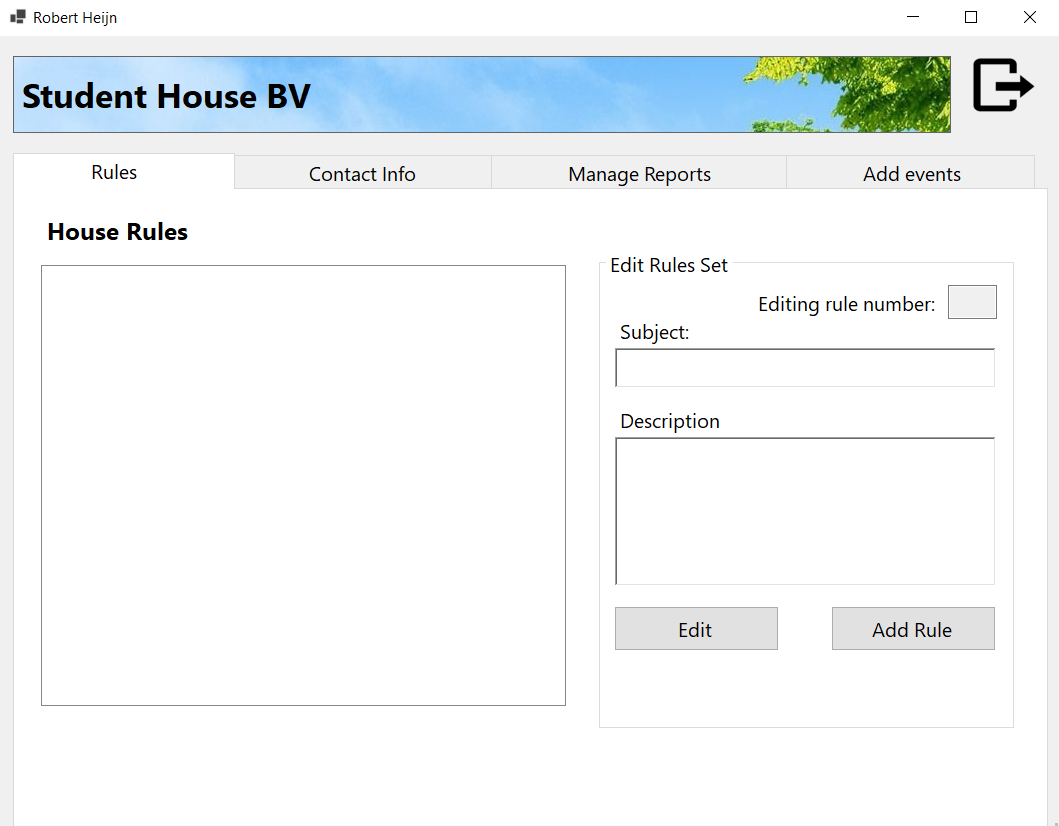 Robert Heijn
Student House BV
Rules
Contact Info
Manage Reports
Add events
House Rules
Edit Rules Set
Editing rule number:
Subject:
Description
Edit
Add Rule